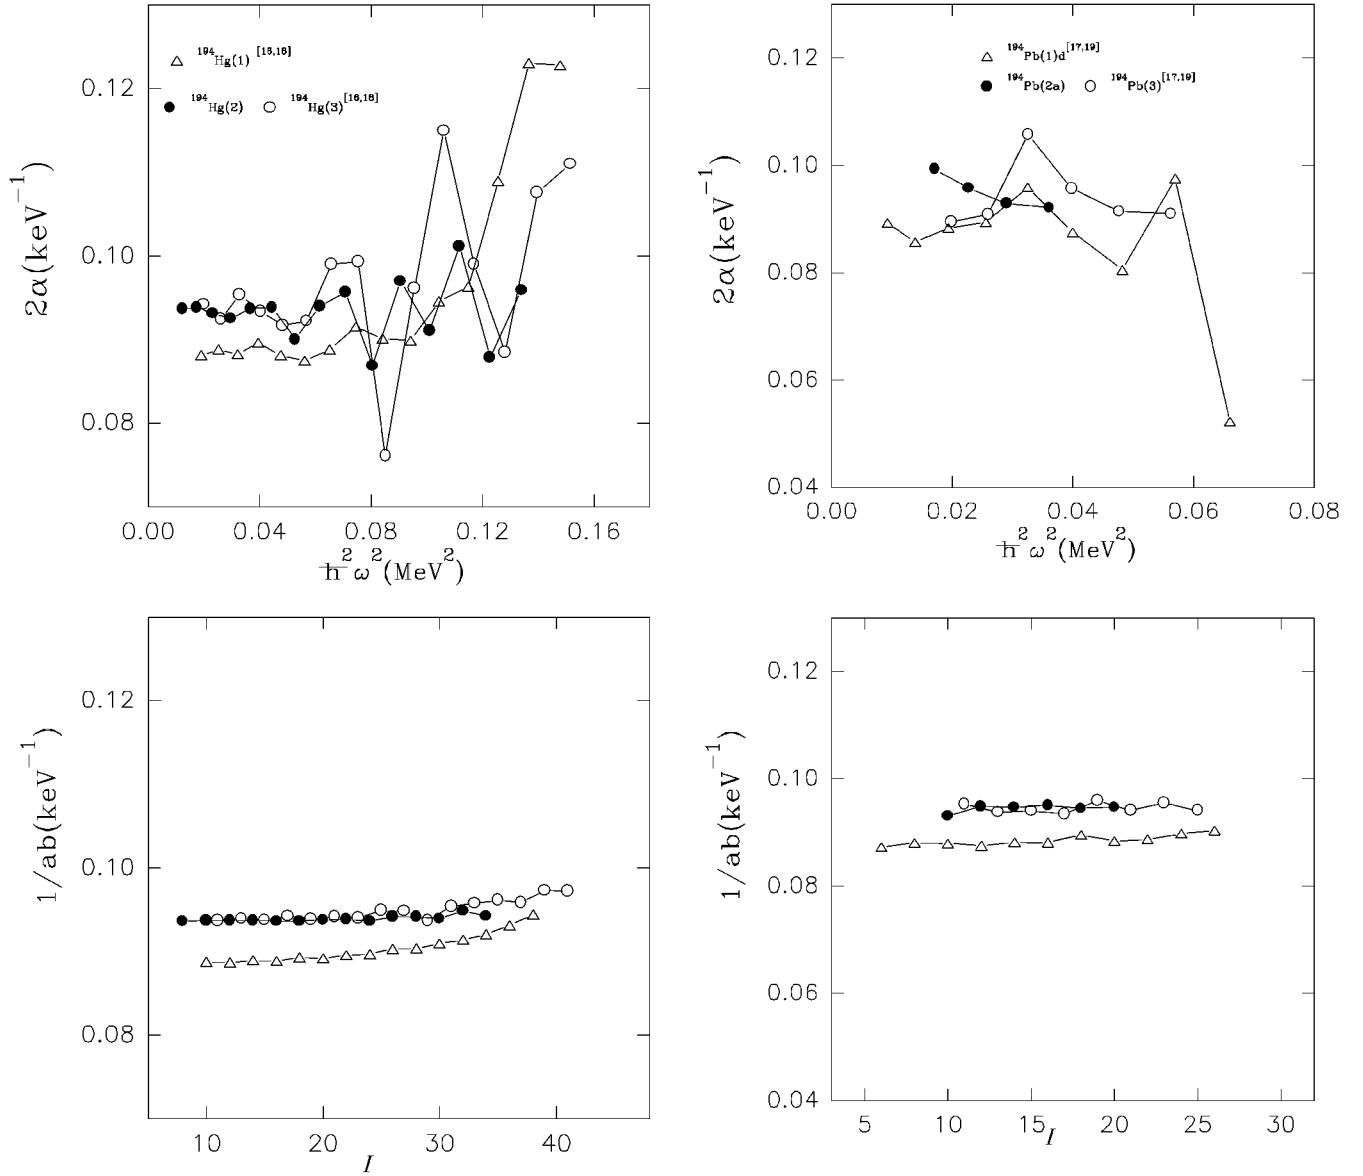 0.12
0.10
0.08
2α(keV⁻¹)
△ ¹⁹⁴Hg(1) [15,16]
● ¹⁹⁴Hg(2) ○ ¹⁹⁴Hg(3)[16,16]
0.00 0.04 0.08 0.12 0.16
ħ²ω²(MeV²)
0.12
0.10
0.08
0.06
0.04
2α(keV⁻¹)
△ ¹⁹⁴Pb(1)d[17,19]
● ¹⁹⁴Pb(2a) ○ ¹⁹⁴Pb(3)[17,19]
0.00 0.02 0.04 0.06 0.08
ħ²ω²(MeV²)
0.12
0.10
0.08
1/ab(keV⁻¹)
10 20 30 40
I
0.12
0.10
0.08
0.06
0.04
1/ab(keV⁻¹)
5 10 15 20 25 30
I